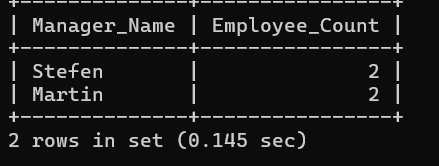 +--------------+----------------+
| Manager_Name | Employee_Count |
+--------------+----------------+
| Stefen       |              2 |
| Martin       |              2 |
+--------------+----------------+
2 rows in set (0.145 sec)